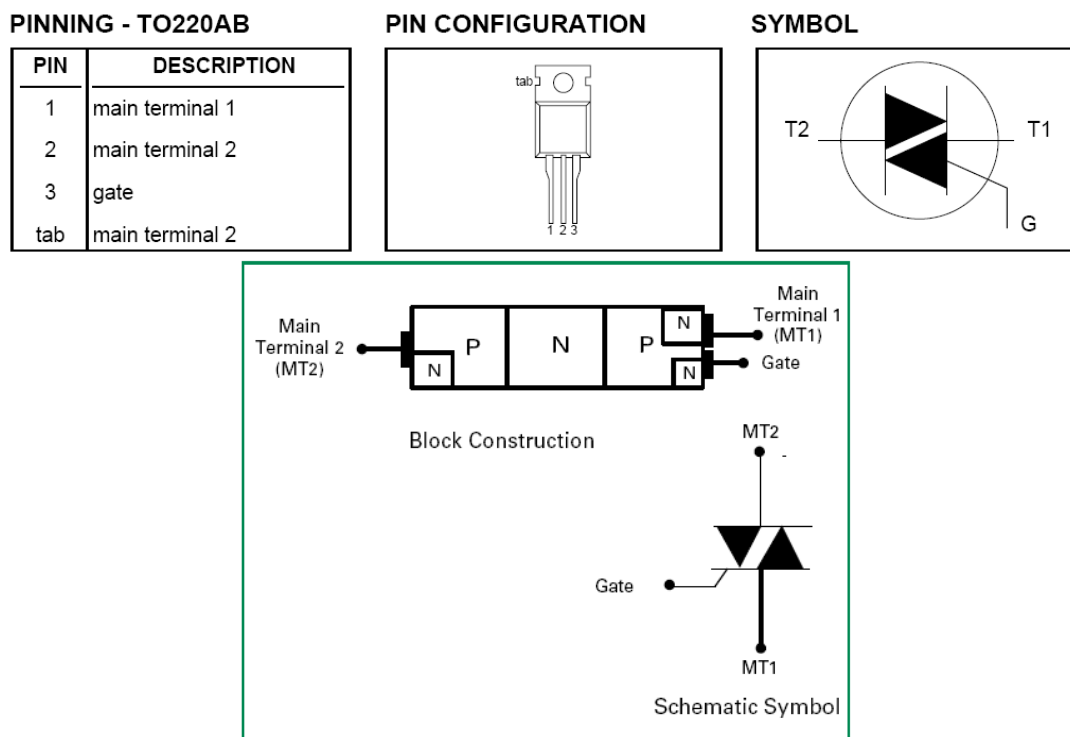 PINNING - TO220AB
PIN DESCRIPTION
1 main terminal 1
2 main terminal 2
3 gate
tab main terminal 2
PIN CONFIGURATION
tab
1 2 3
SYMBOL
T2
T1
G
Main
Terminal 2
(MT2)
P
N
N
P
N
N
Main
Terminal 1
(MT1)
Gate
Block Construction
MT2
Gate
MT1
Schematic Symbol